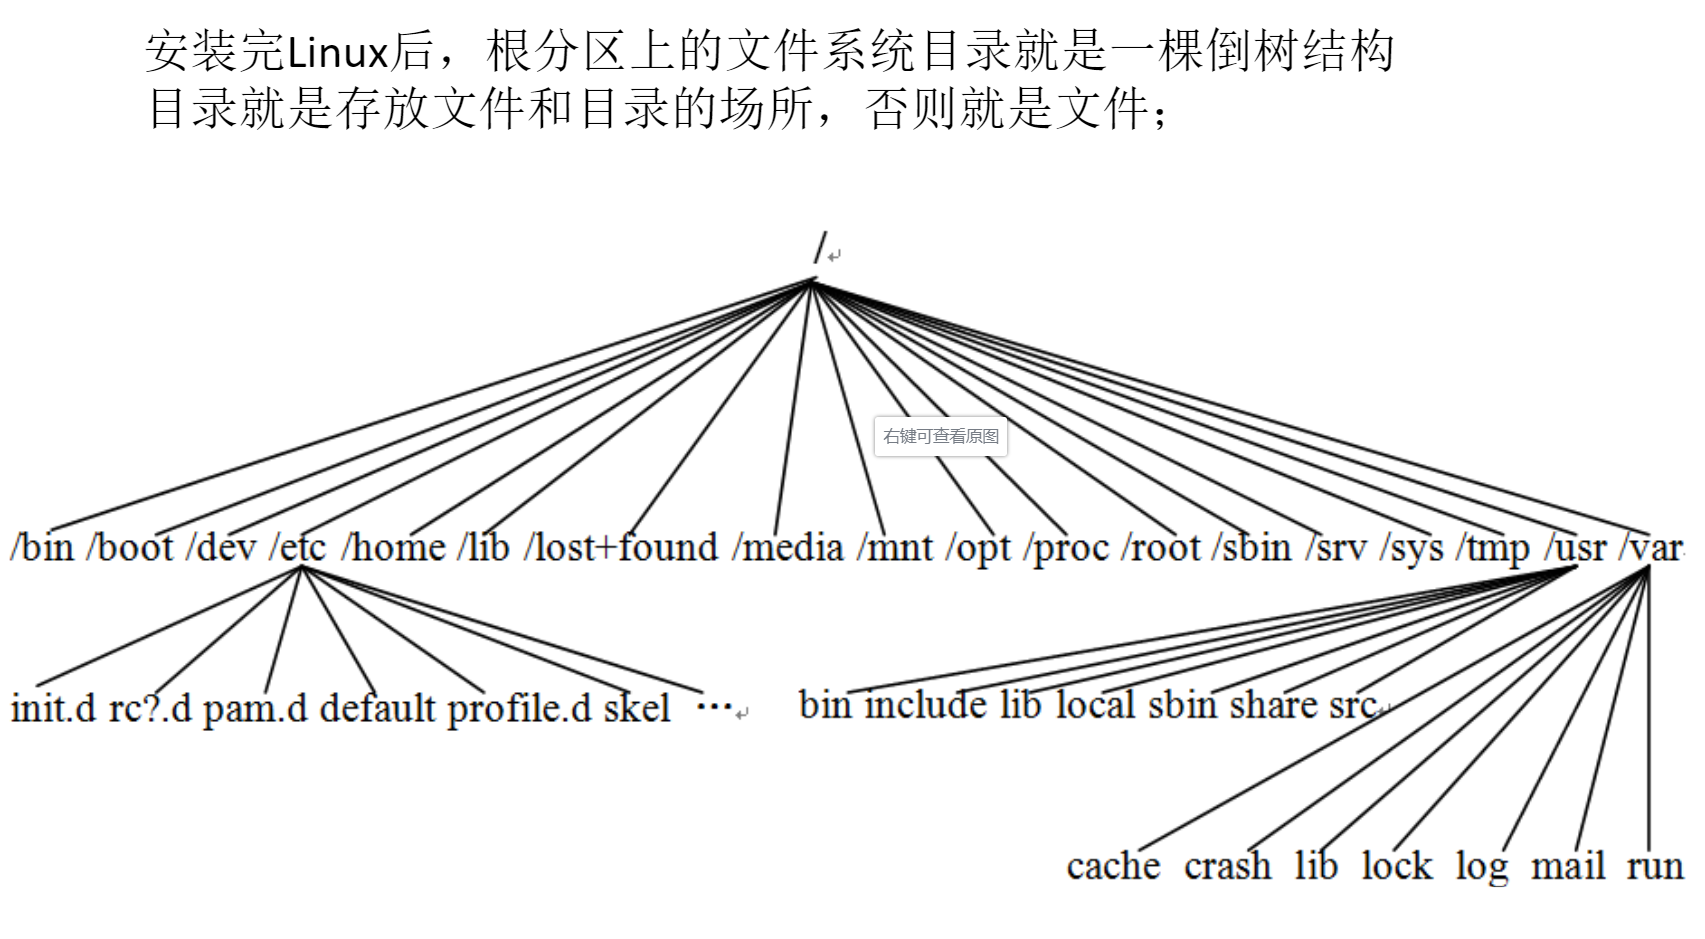 安装完Linux后，根分区上的文件系统目录就是一棵倒树结构
目录就是存放文件和目录的场所，否则就是文件；
/
右键可查看原图
/bin /boot /dev /etc /home /lib /lost+found /media /mnt /opt /proc /root /sbin /srv /sys /tmp /usr /var
init.d rc?.d pam.d default profile.d skel …
bin include lib local sbin share src
cache crash lib lock log mail run